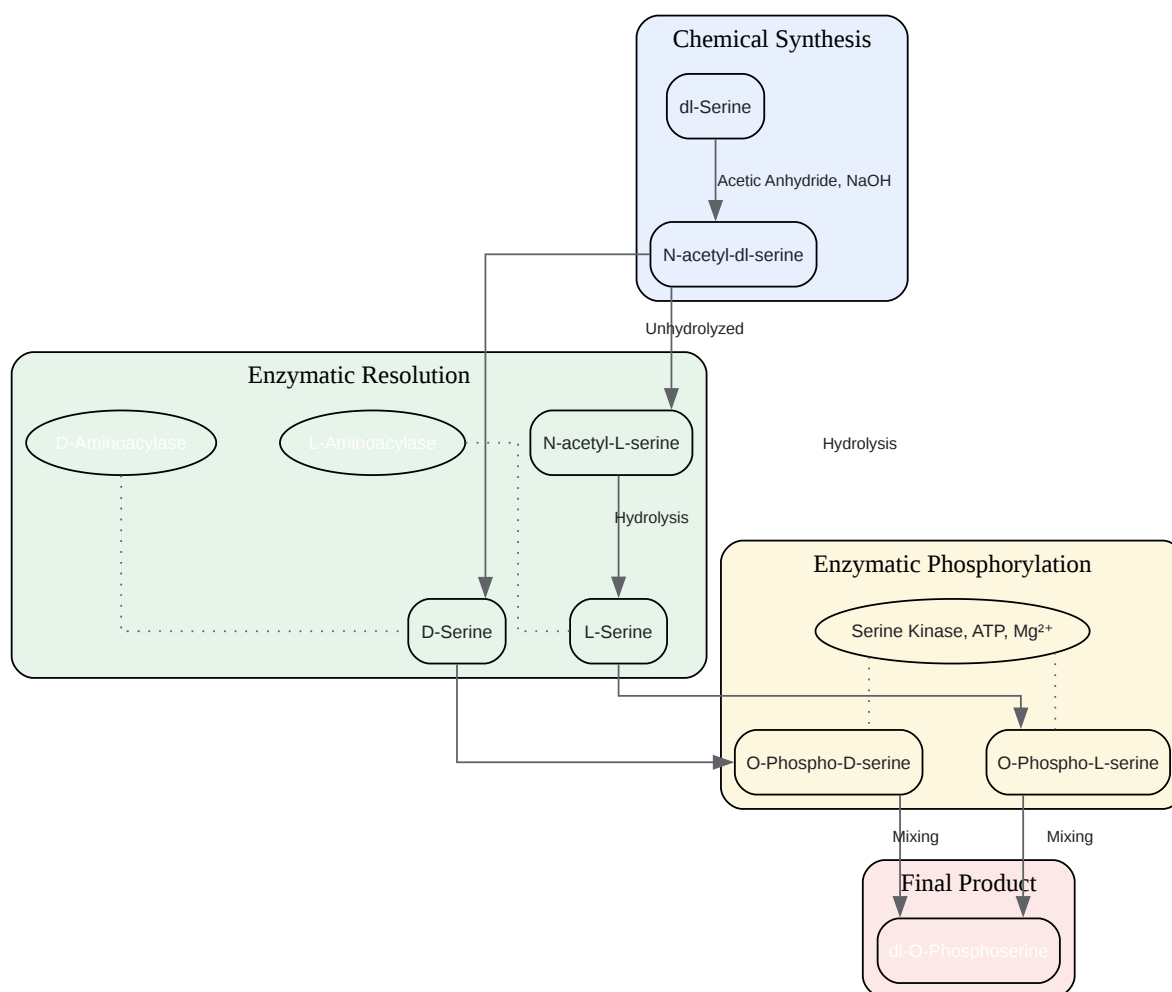 Chemical Synthesis
dl-Serine
Acetic Anhydride, NaOH
N-acetyl-dl-serine
Unhydrolyzed
Enzymatic Resolution
D-Aminoacylase
L-Aminoacylase
N-acetyl-L-serine
Hydrolysis
Hydrolysis
D-Serine
L-Serine
Enzymatic Phosphorylation
Serine Kinase, ATP, Mg²⁺
O-Phospho-D-serine
O-Phospho-L-serine
Mixing
Mixing
Final Product
dl-O-Phosphoserine